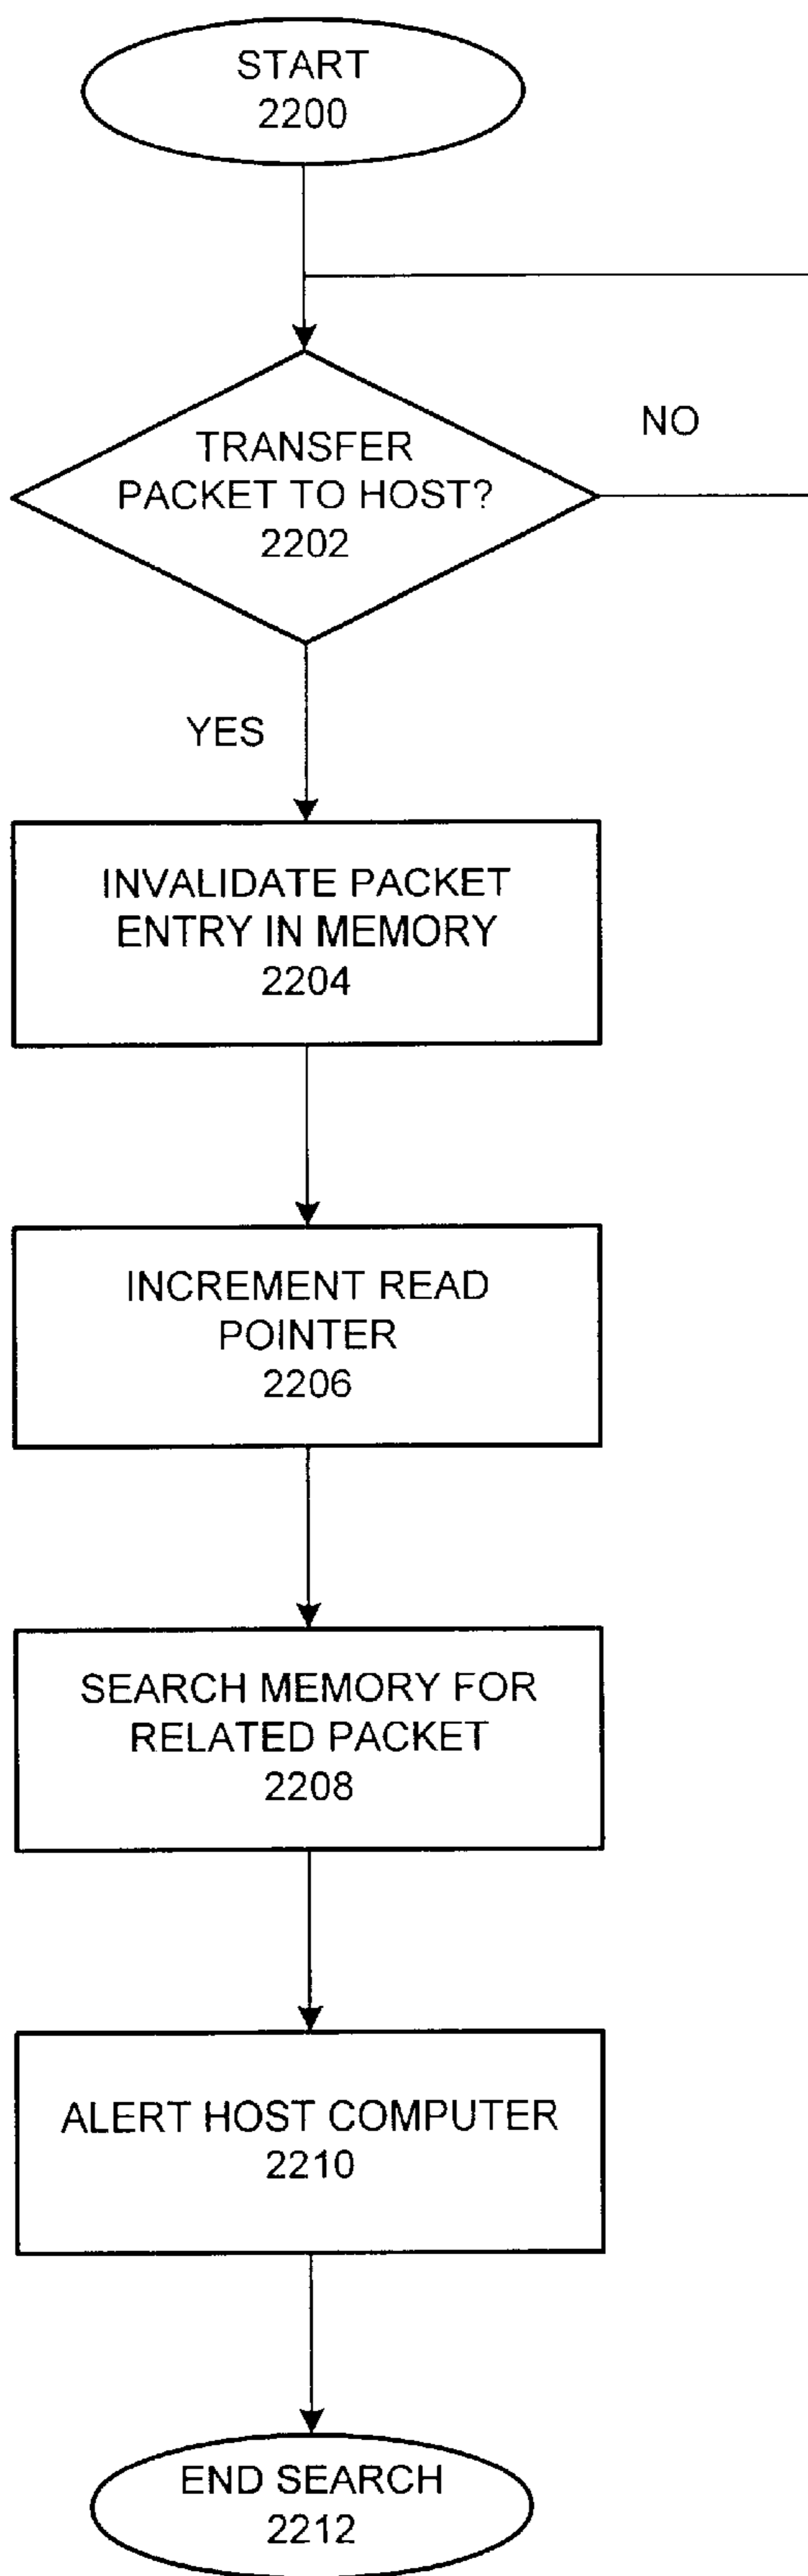 START
2200
TRANSFER
PACKET TO HOST?
2202
NO
YES
INVALIDATE PACKET
ENTRY IN MEMORY
2204
INCREMENT READ
POINTER
2206
SEARCH MEMORY FOR
RELATED PACKET
2208
ALERT HOST COMPUTER
2210
END SEARCH
2212